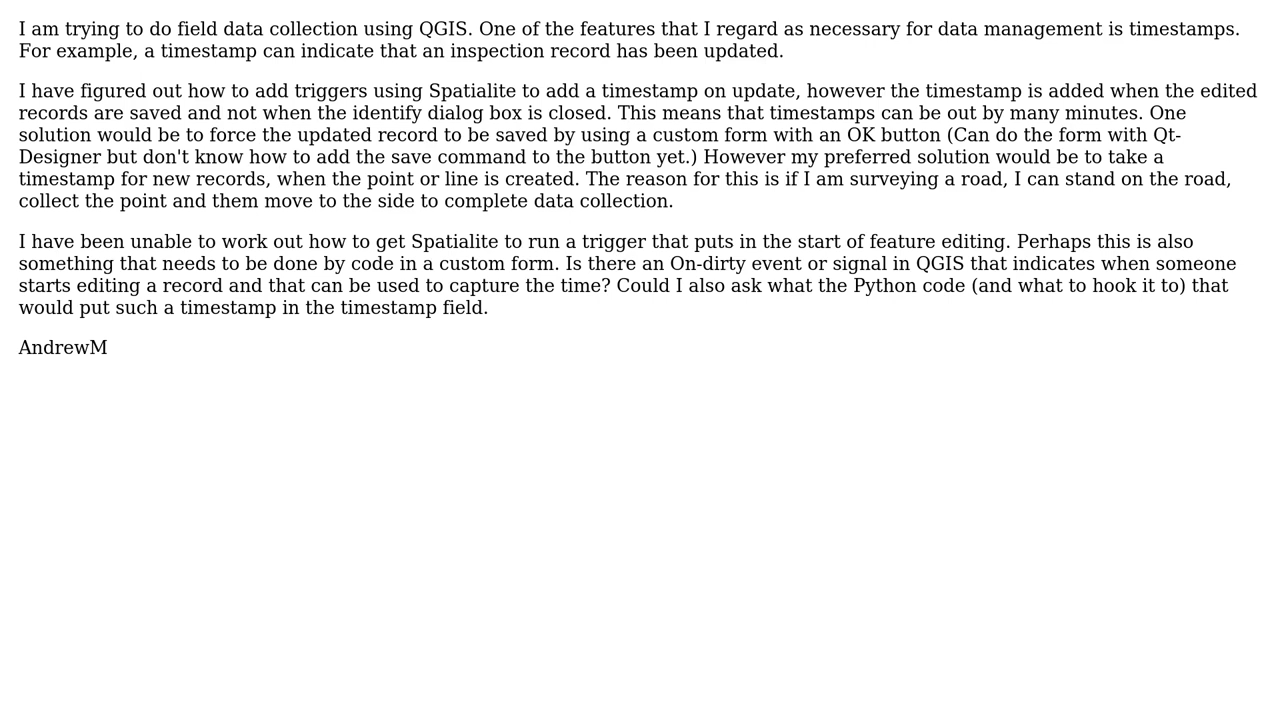 I am trying to do field data collection using QGIS. One of the features that I regard as necessary for data management is timestamps.
For example, a timestamp can indicate that an inspection record has been updated.
I have figured out how to add triggers using Spatialite to add a timestamp on update, however the timestamp is added when the edited
records are saved and not when the identify dialog box is closed. This means that timestamps can be out by many minutes. One
solution would be to force the updated record to be saved by using a custom form with an OK button (Can do the form with Qt-
Designer but don't know how to add the save command to the button yet.) However my preferred solution would be to take a
timestamp for new records, when the point or line is created. The reason for this is if I am surveying a road, I can stand on the road,
collect the point and them move to the side to complete data collection.
I have been unable to work out how to get Spatialite to run a trigger that puts in the start of feature editing. Perhaps this is also
something that needs to be done by code in a custom form. Is there an On-dirty event or signal in QGIS that indicates when someone
starts editing a record and that can be used to capture the time? Could I also ask what the Python code (and what to hook it to) that
would put such a timestamp in the timestamp field.
AndrewM